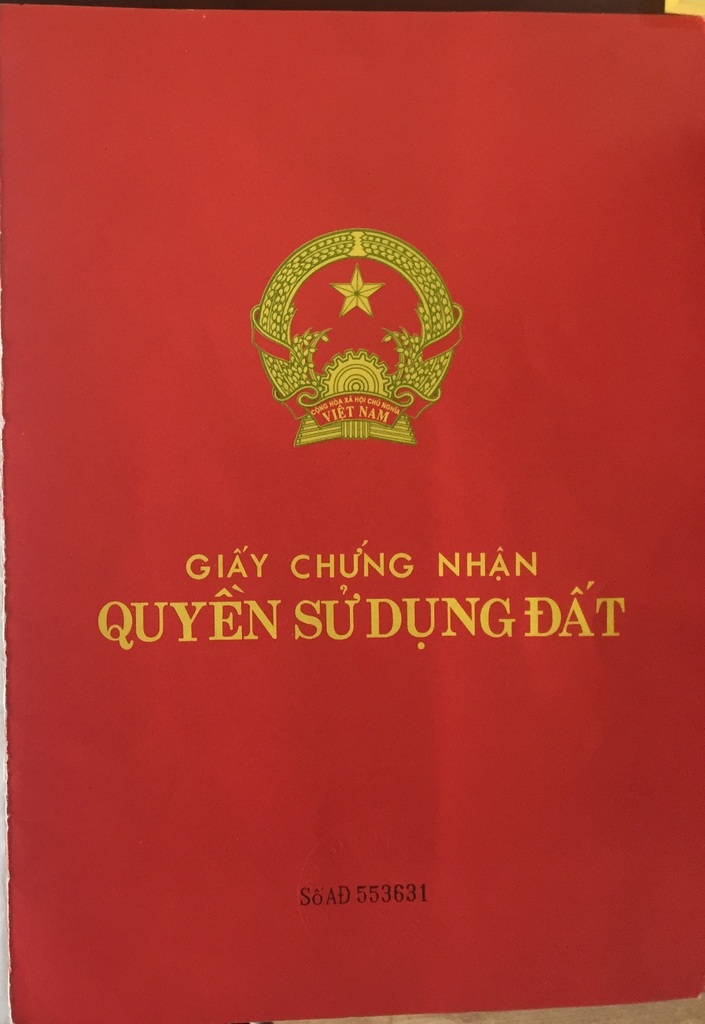 CỘNG HÒA XÃ HỘI CHỦ NGHĨA
VIỆT NAM
GIẤY CHỨNG NHẬN
QUYỀN SỬ DỤNG ĐẤT
Số AĐ 553631